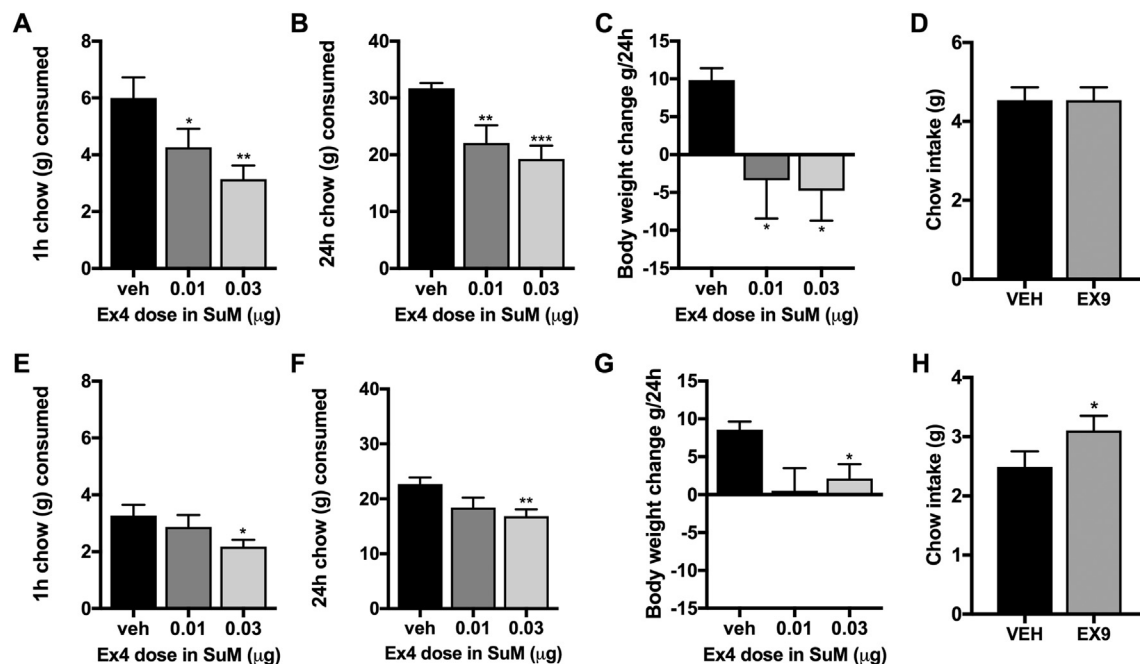 A
1h chow (g) consumed
8
6
4
2
0
*
**
veh 0.01 0.03
Ex4 dose in SuM (μg)
B
24h chow (g) consumed
40
30
20
10
0
**
***
veh 0.01 0.03
Ex4 dose in SuM (μg)
C
Body weight change g/24h
15
10
5
0
-5
-10
-15
*
*
veh 0.01 0.03
Ex4 dose in SuM (μg)
D
Chow intake (g)
6
4
2
0
VEH EX9
E
1h chow (g) consumed
8
6
4
2
0
*
veh 0.01 0.03
Ex4 dose in SuM (μg)
F
24h chow (g) consumed
40
30
20
10
0
**
veh 0.01 0.03
Ex4 dose in SuM (μg)
G
Body weight change g/24h
15
10
5
0
-5
-10
-15
*
veh 0.01 0.03
Ex4 dose in SuM (μg)
H
Chow intake (g)
4
3
2
1
0
*
VEH EX9